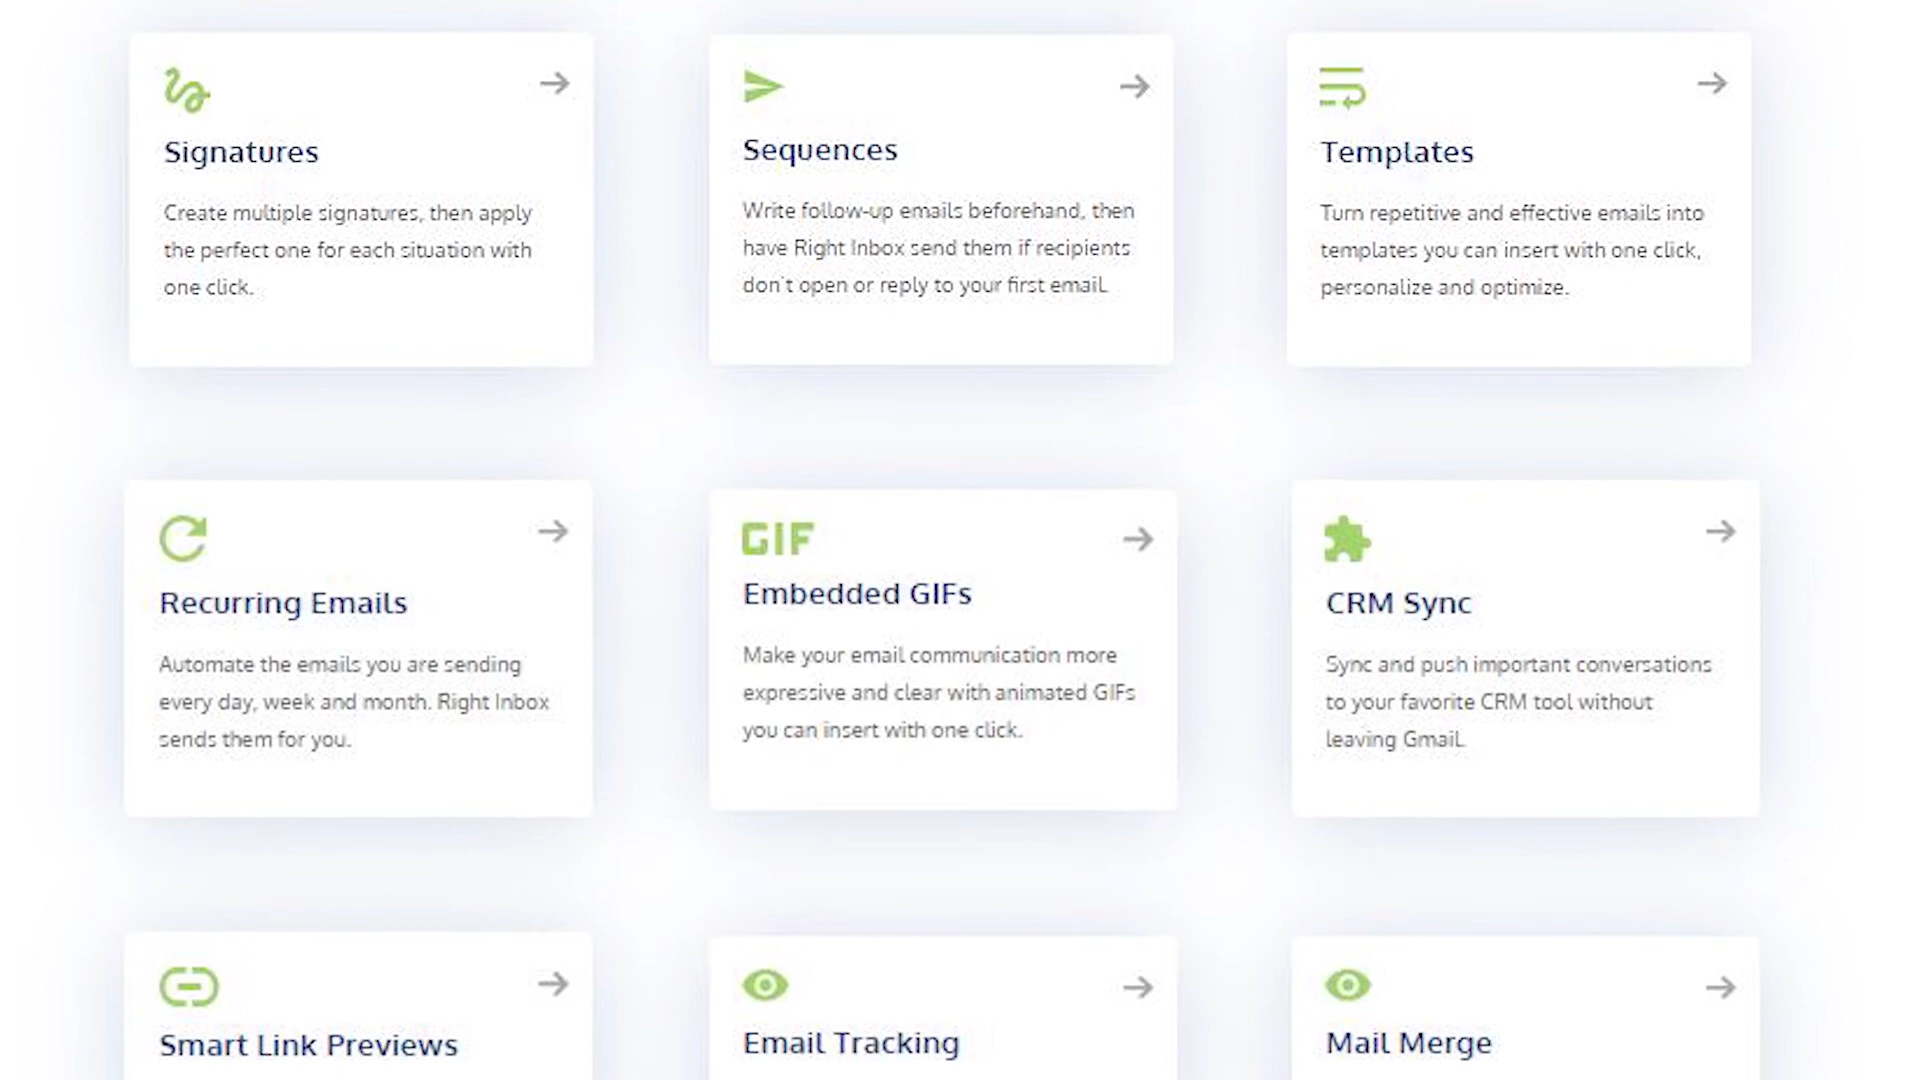 Signatures
Create multiple signatures, then apply
the perfect one for each situation with
one click.
Sequences
Write follow-up emails beforehand, then
have Right Inbox send them if recipients
don't open or reply to your first email.
Templates
Turn repetitive and effective emails into
templates you can insert with one click,
personalize and optimize.
Recurring Emails
Automate the emails you are sending
every day, week and month. Right Inbox
sends them for you.
GIF
Embedded GIFs
Make your email communication more
expressive and clear with animated GIFs
you can insert with one click.
CRM Sync
Sync and push important conversations
to your favorite CRM tool without
leaving Gmail.
Smart Link Previews
Email Tracking
Mail Merge